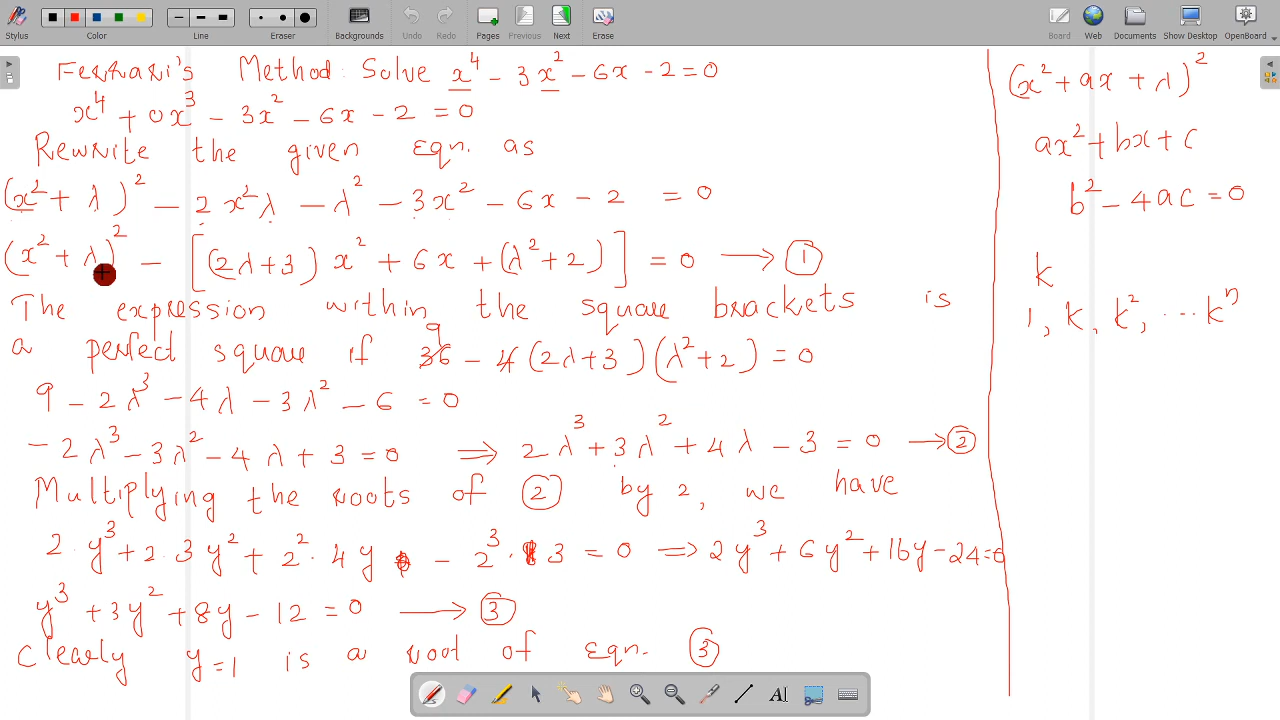 Stylus
Color
Line
Eraser
Backgrounds
Undo
Redo
Pages
Previous
Next
Erase
Board
Web
Documents
Show Desktop
OpenBoard
Ferrari's Method: Solve x⁴ - 3x² - 6x - 2 = 0
x⁴ + 0x³ - 3x² - 6x - 2 = 0
Rewrite the given Eqn. as
(x² + λ)² - 2x²λ - λ² - 3x² - 6x - 2 = 0
(x² + λ)² - [(2λ+3)x² + 6x + (λ²+2)] = 0 → ①
The expression within the square brackets is
a perfect square if 9 36 - 4(2λ+3)(λ²+2) = 0
9 - 2λ³ - 4λ - 3λ² - 6 = 0
-2λ³ - 3λ² - 4λ + 3 = 0 ⟹ 2λ³ + 3λ² + 4λ - 3 = 0 → ②
Multiplying the roots of ② by 2, we have
2·y³ + 2·3y² + 2²·4y - 2³·3 = 0 ⟹ 2y³ + 6y² + 16y - 24 = 0
y³ + 3y² + 8y - 12 = 0 → ③
clearly y = 1 is a root of Eqn. ③
(x² + ax + λ)²
ax² + bx + c
b² - 4ac = 0
k
1, k, k², ... kⁿ